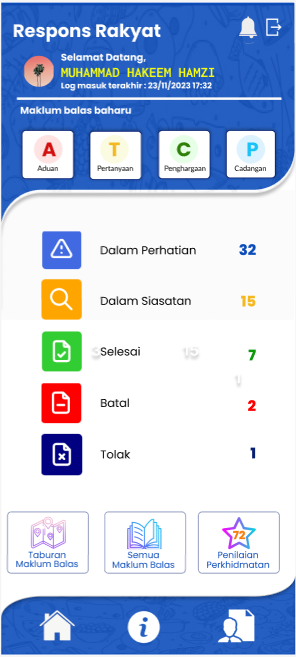 Respons Rakyat
Selamat Datang,
MUHAMMAD HAKEEM HAMZI
Log masuk terakhir : 23/11/2023 17:32
Maklum balas baharu
A T C P
Aduan Pertanyaan Penghargaan Cadangan
Dalam Perhatian 32
Dalam Siasatan 15
Selesai 15 7
1
Batal 2
Tolak 1
72
Taburan Semua Penilaian
Maklum Balas Maklum Balas Perkhidmatan